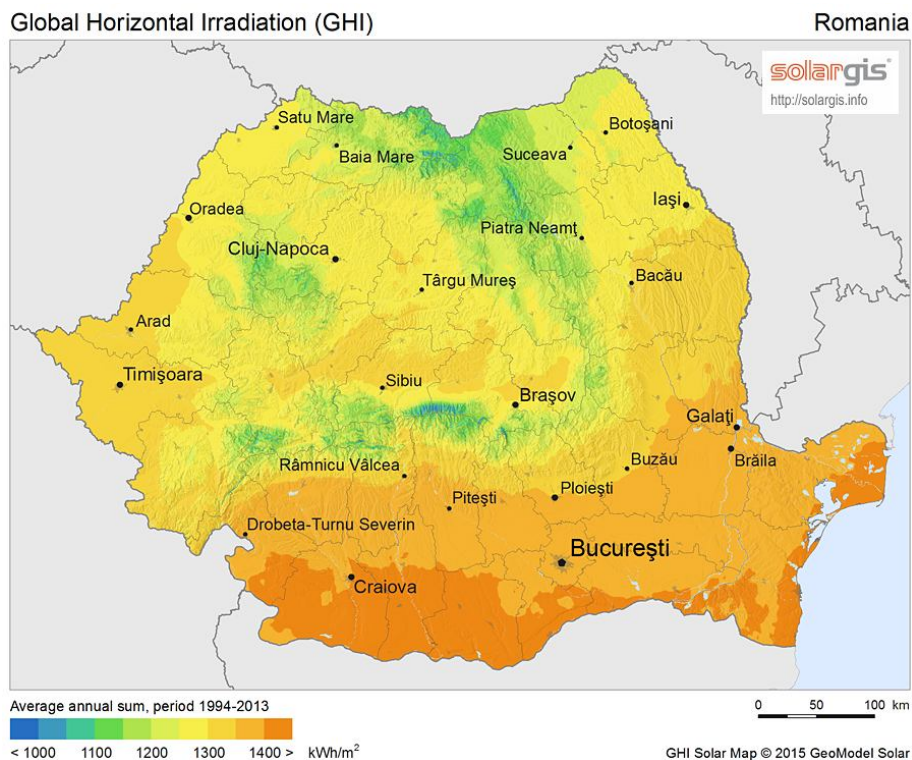 Global Horizontal Irradiation (GHI)
Romania
solargis
http://solargis.info
Satu Mare
Baia Mare
Botoşani
Suceava
Iaşi
Oradea
Piatra Neamţ
Cluj-Napoca
Târgu Mureş
Bacău
Arad
Timişoara
Sibiu
Braşov
Galaţi
Râmnicu Vâlcea
Buzău
Brăila
Piteşti
Ploieşti
Drobeta-Turnu Severin
Bucureşti
Craiova
Average annual sum, period 1994-2013
< 1000 1100 1200 1300 1400 > kWh/m²
0 50 100 km
GHI Solar Map © 2015 GeoModel Solar